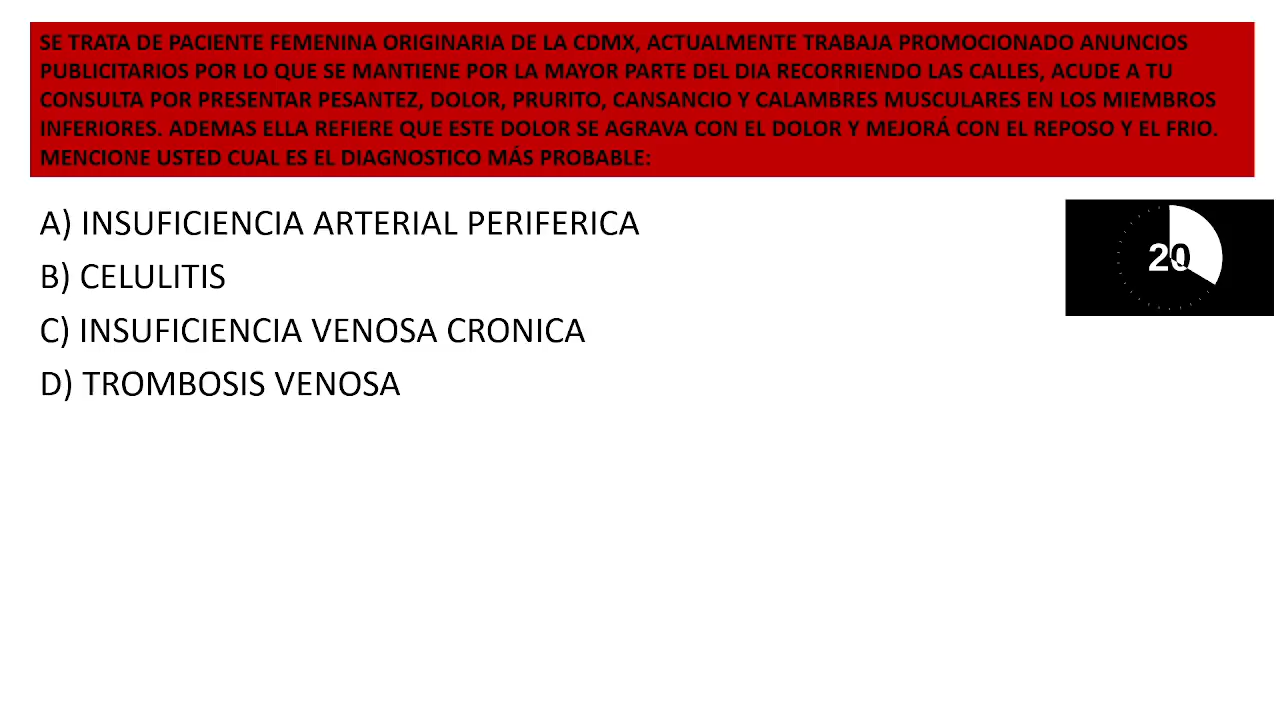 SE TRATA DE PACIENTE FEMENINA ORIGINARIA DE LA CDMX, ACTUALMENTE TRABAJA PROMOCIONADO ANUNCIOS
PUBLICITARIOS POR LO QUE SE MANTIENE POR LA MAYOR PARTE DEL DIA RECORRIENDO LAS CALLES, ACUDE A TU
CONSULTA POR PRESENTAR PESANTEZ, DOLOR, PRURITO, CANSANCIO Y CALAMBRES MUSCULARES EN LOS MIEMBROS
INFERIORES. ADEMAS ELLA REFIERE QUE ESTE DOLOR SE AGRAVA CON EL DOLOR Y MEJORÁ CON EL REPOSO Y EL FRIO.
MENCIONE USTED CUAL ES EL DIAGNOSTICO MÁS PROBABLE:
A) INSUFICIENCIA ARTERIAL PERIFERICA
B) CELULITIS
C) INSUFICIENCIA VENOSA CRONICA
D) TROMBOSIS VENOSA
20